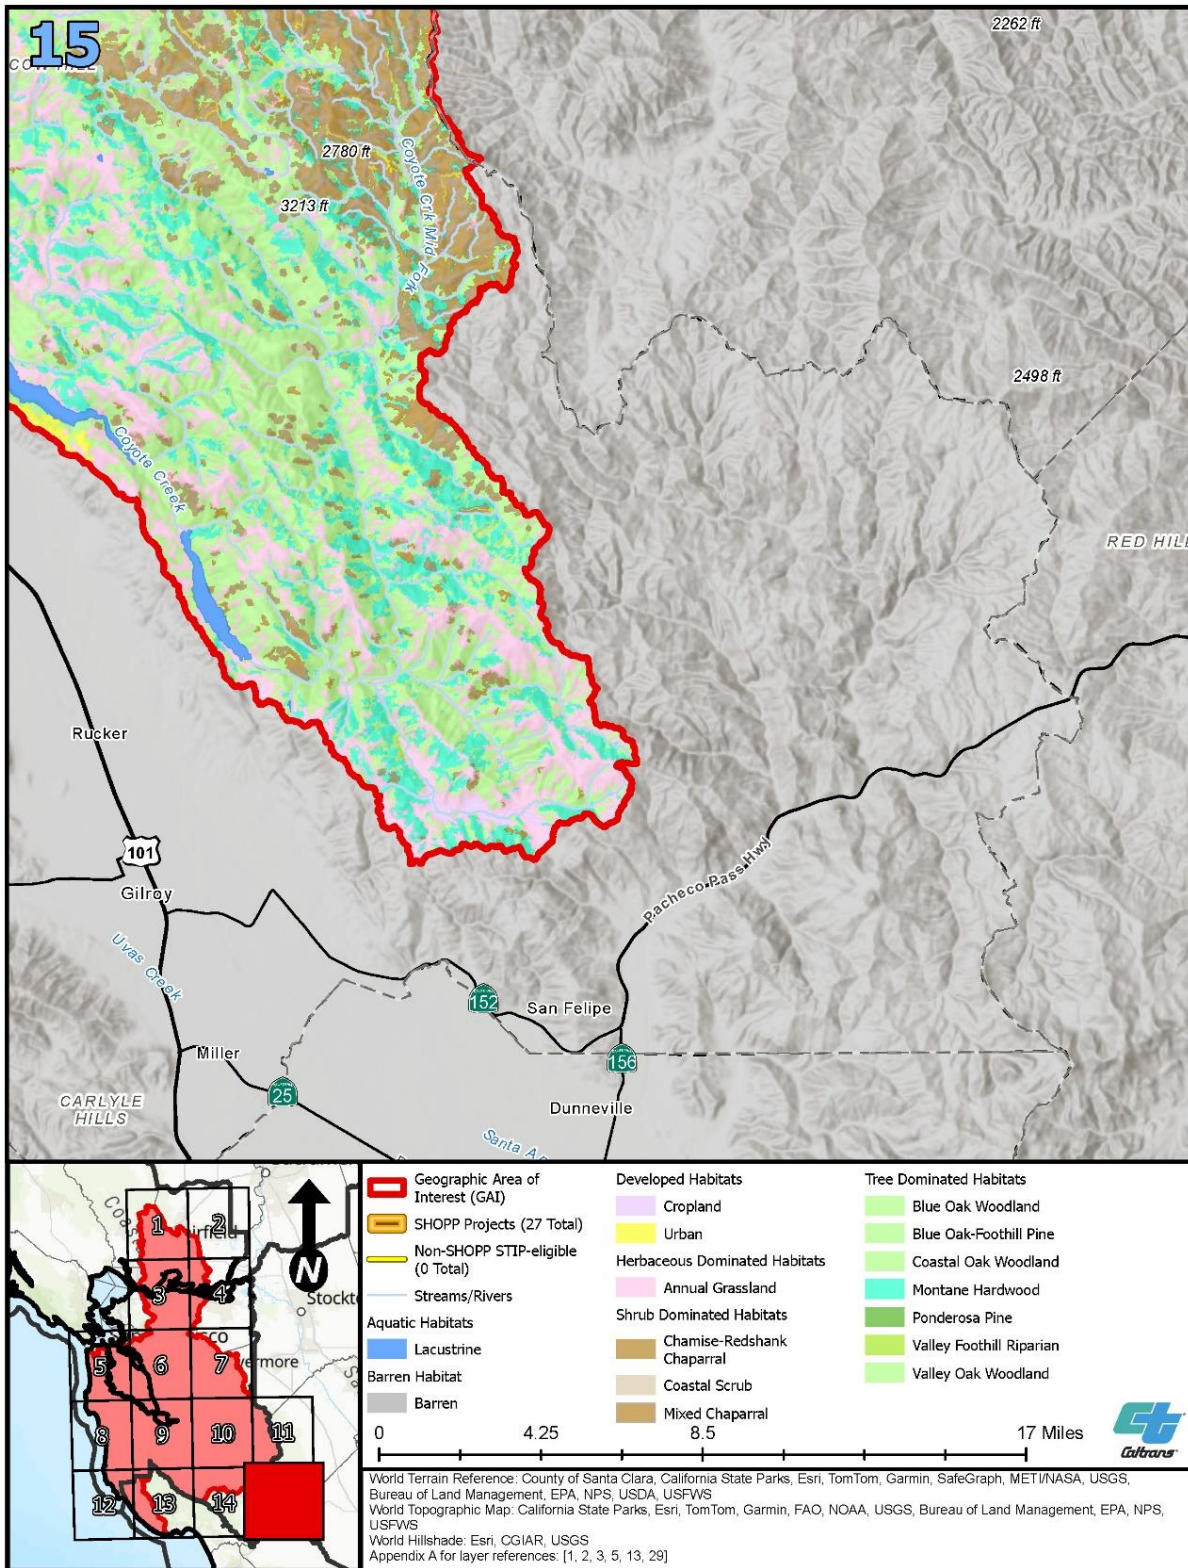 15
COW HILL
2262 ft
2780 ft
3213 ft
Coyote Crk Mid Fork
2498 ft
Coyote Creek
RED HILL
Rucker
101
Gilroy
Pacheco Pass Hwy
Uvas Creek
152
San Felipe
Miller
156
25
Dunneville
CARLYLE
HILLS
Santa A
1
2
Coast
irfield
3
4
Stockt
sco
5
6
7
vermore
8
9
10
11
12
13
14
N
Geographic Area of
Interest (GAI)
SHOPP Projects (27 Total)
Non-SHOPP STIP-eligible
(0 Total)
Streams/Rivers
Aquatic Habitats
Lacustrine
Barren Habitat
Barren
Developed Habitats
Cropland
Urban
Herbaceous Dominated Habitats
Annual Grassland
Shrub Dominated Habitats
Chamise-Redshank
Chaparral
Coastal Scrub
Mixed Chaparral
Tree Dominated Habitats
Blue Oak Woodland
Blue Oak-Foothill Pine
Coastal Oak Woodland
Montane Hardwood
Ponderosa Pine
Valley Foothill Riparian
Valley Oak Woodland
0 4.25 8.5 17 Miles
Caltrans
World Terrain Reference: County of Santa Clara, California State Parks, Esri, TomTom, Garmin, SafeGraph, METI/NASA, USGS,
Bureau of Land Management, EPA, NPS, USDA, USFWS
World Topographic Map: California State Parks, Esri, TomTom, Garmin, FAO, NOAA, USGS, Bureau of Land Management, EPA, NPS,
USFWS
World Hillshade: Esri, CGIAR, USGS
Appendix A for layer references: [1, 2, 3, 5, 13, 29]